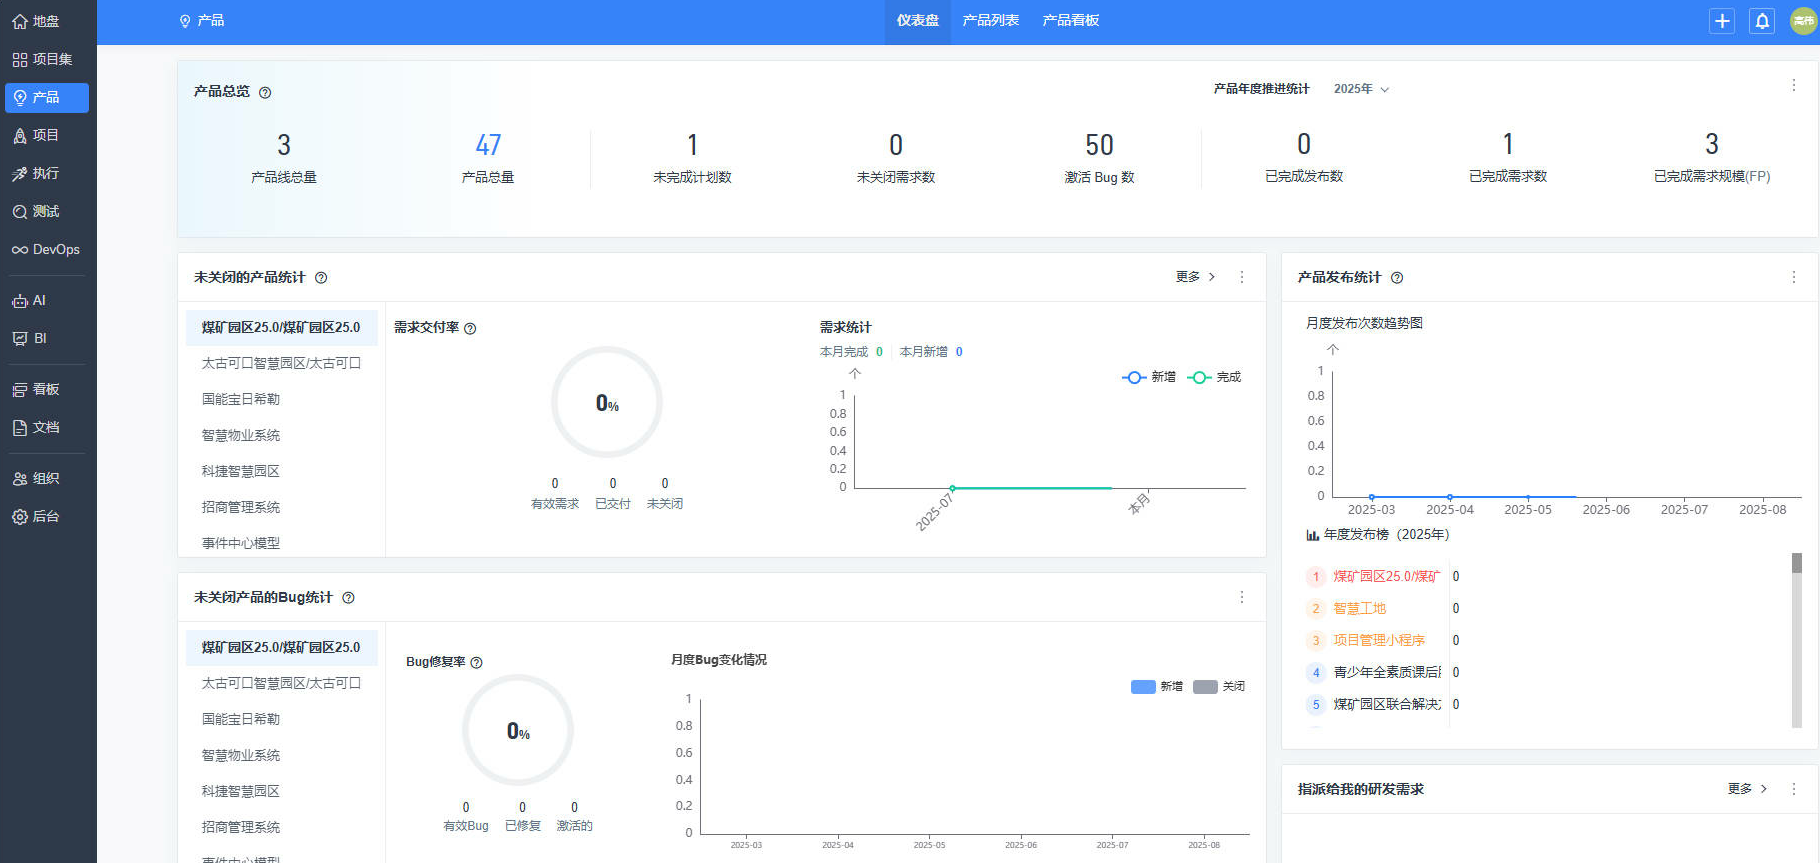 地盘
项目集
产品
项目
执行
测试
DevOps
AI
BI
看板
文档
组织
后台
产品
仪表盘 产品列表 产品看板
高伟
产品总览
产品年度推进统计 2025年
3 47 1 0 50 0 1 3
产品线总量 产品总量 未完成计划数 未关闭需求数 激活 Bug 数 已完成发布数 已完成需求数 已完成需求规模(FP)
未关闭的产品统计
更多
煤矿园区25.0/煤矿园区25.0
太古可口智慧园区/太古可口
国能宝日希勒
智慧物业系统
科捷智慧园区
招商管理系统
事件中心模型
需求交付率
0%
0 0 0
有效需求 已交付 未关闭
需求统计
本月完成 0 本月新增 0
个
新增 完成
1
0.8
0.6
0.4
0.2
0
2025-07 本月
产品发布统计
月度发布次数趋势图
个
1
0.8
0.6
0.4
0.2
0
2025-03 2025-04 2025-05 2025-06 2025-07 2025-08
年度发布榜（2025年）
1 煤矿园区25.0/煤矿 0
2 智慧工地 0
3 项目管理小程序 0
4 青少年全素质课后 0
5 煤矿园区联合解决 0
未关闭产品的Bug统计
煤矿园区25.0/煤矿园区25.0
太古可口智慧园区/太古可口
国能宝日希勒
智慧物业系统
科捷智慧园区
招商管理系统
事件中心模型
Bug修复率
0%
0 0 0
有效Bug 已修复 激活的
月度Bug变化情况
新增 关闭
1
0.8
0.6
0.4
0.2
0
2025-03 2025-04 2025-05 2025-06 2025-07 2025-08
指派给我的研发需求
更多